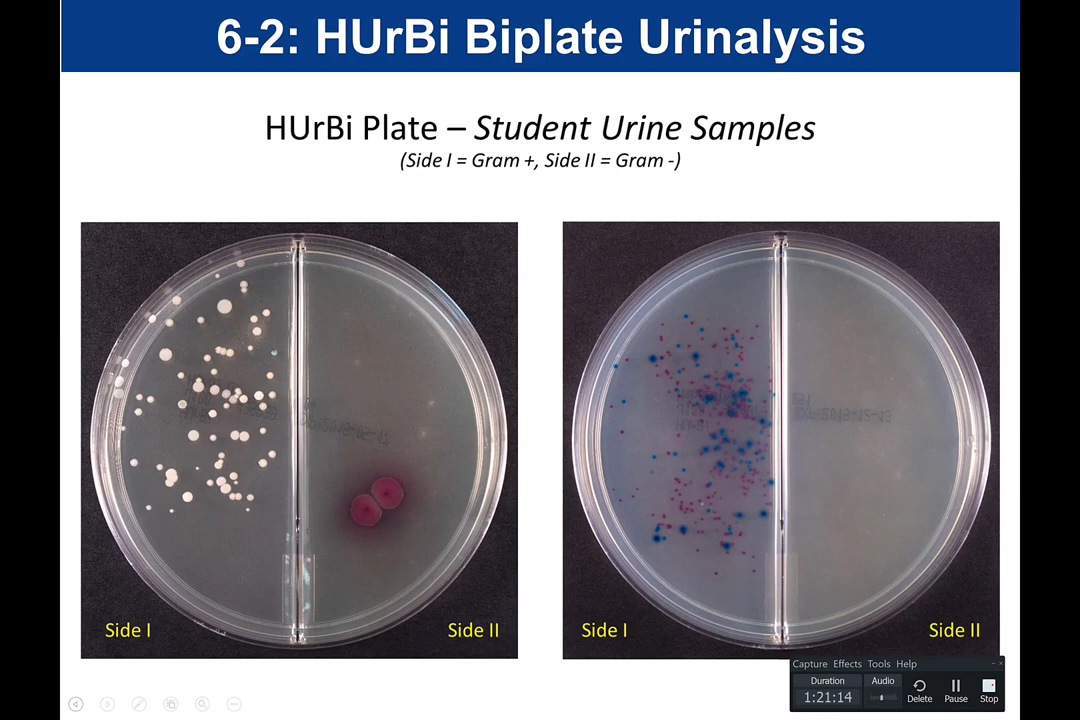 6-2: HUrBi Biplate Urinalysis
HUrBi Plate – Student Urine Samples
(Side I = Gram +, Side II = Gram -)
Side I
Side II
Side I
Side II
Capture Effects Tools Help
Duration
Audio
1:21:14
Delete
Pause
Stop